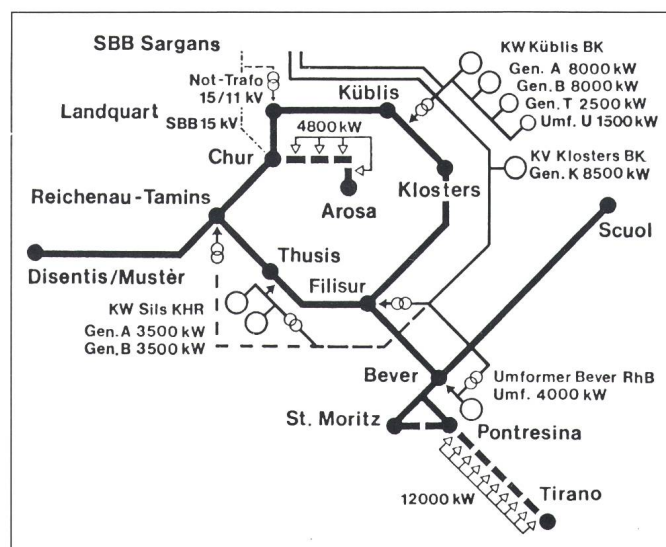 SBB Sargans
Not-Trafo
15/11 kV
Landquart
SBB 15 kV
Küblis
KW Küblis BK
Gen. A 8000 kW
Gen. B 8000 kW
Gen. T 2500 kW
Umf. U 1500 kW
4800 kW
Chur
KV Klosters BK
Gen. K 8500 kW
Klosters
Reichenau-Tamins
Arosa
Scuol
Thusis
Disentis/Mustèr
Filisur
KW Sils KHR
Gen. A 3500 kW
Gen. B 3500 kW
Bever
Umformer Bever RhB
Umf. 4000 kW
St. Moritz
Pontresina
12000 kW
Tirano